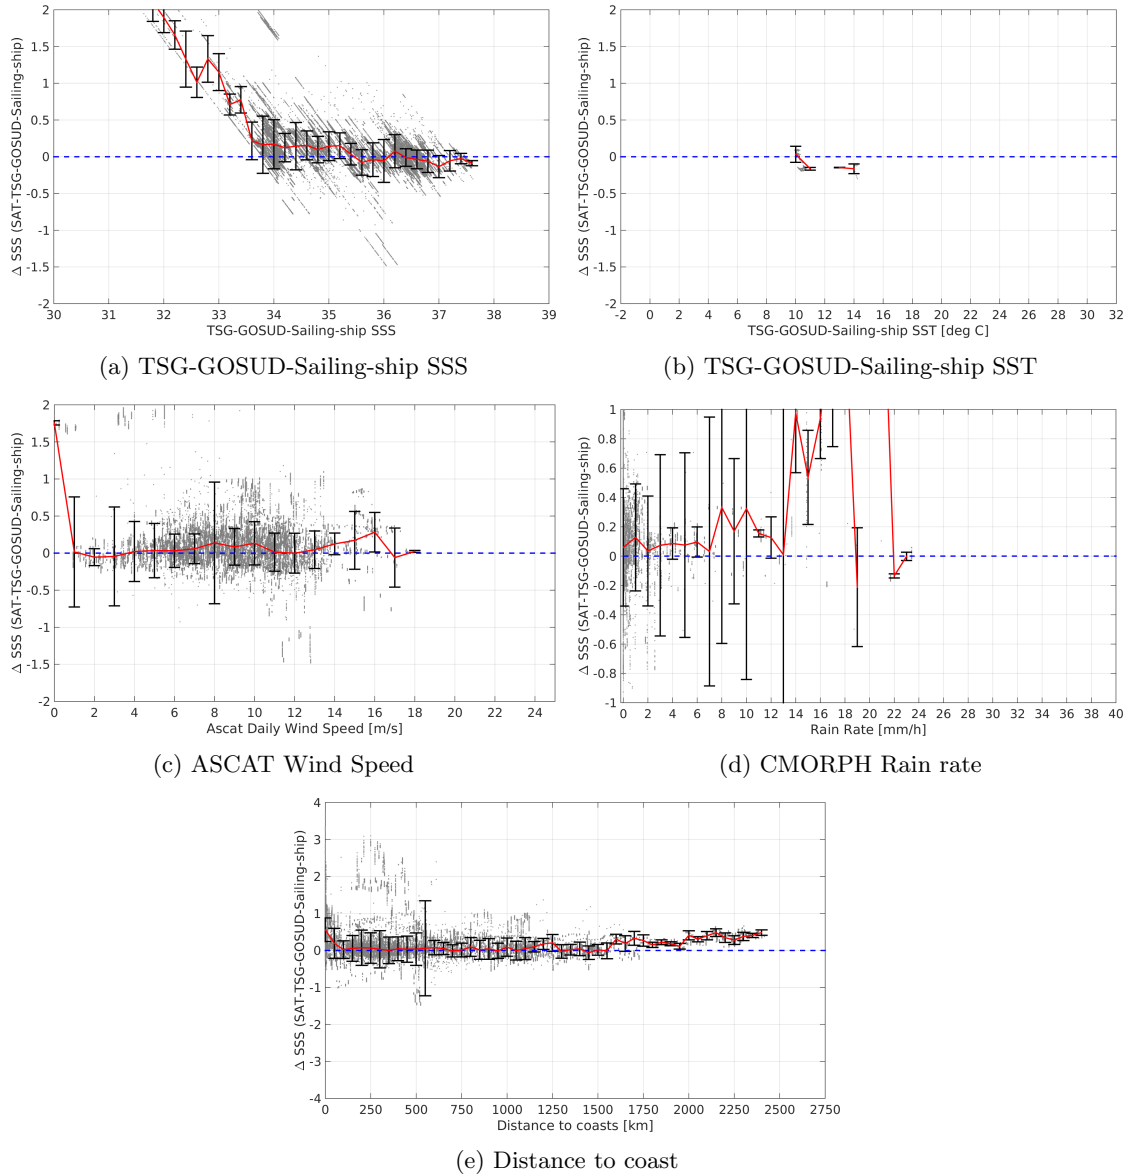 2
1.5
1
0.5
0
-0.5
-1
-1.5
-2
Δ SSS (SAT-TSG-GOSUD-Sailing-ship)
30 31 32 33 34 35 36 37 38 39
TSG-GOSUD-Sailing-ship SSS
(a) TSG-GOSUD-Sailing-ship SSS
2
1.5
1
0.5
0
-0.5
-1
-1.5
-2
Δ SSS (SAT-TSG-GOSUD-Sailing-ship)
-2 0 2 4 6 8 10 12 14 16 18 20 22 24 26 28 30 32
TSG-GOSUD-Sailing-ship SST [deg C]
(b) TSG-GOSUD-Sailing-ship SST
2
1.5
1
0.5
0
-0.5
-1
-1.5
-2
Δ SSS (SAT-TSG-GOSUD-Sailing-ship)
0 2 4 6 8 10 12 14 16 18 20 22 24
Ascat Daily Wind Speed [m/s]
(c) ASCAT Wind Speed
1
0.8
0.6
0.4
0.2
0
-0.2
-0.4
-0.6
-0.8
-1
Δ SSS (SAT-TSG-GOSUD-Sailing-ship)
0 2 4 6 8 10 12 14 16 18 20 22 24 26 28 30 32 34 36 38 40
Rain Rate [mm/h]
(d) CMORPH Rain rate
4
3
2
1
0
-1
-2
-3
-4
Δ SSS (SAT-TSG-GOSUD-Sailing-ship)
0 250 500 750 1000 1250 1500 1750 2000 2250 2500 2750
Distance to coasts [km]
(e) Distance to coast